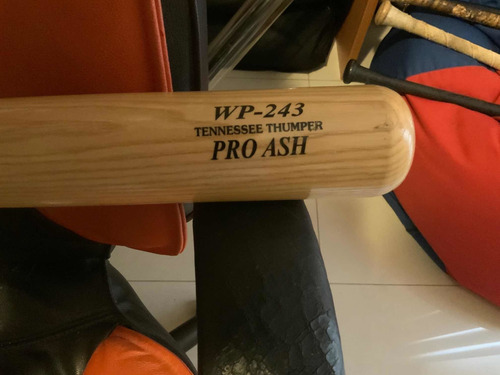 WP-243
TENNESSEE THUMPER
PRO ASH